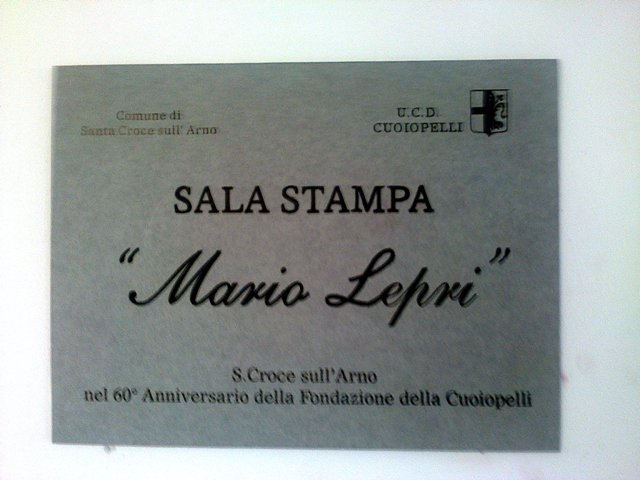 Comune di
Santa Croce sull'Arno
U.C.D.
CUOIOPELLI
SALA STAMPA
"Mario Lepri"
S.Croce sull'Arno
nel 60° Anniversario della Fondazione della Cuoiopelli